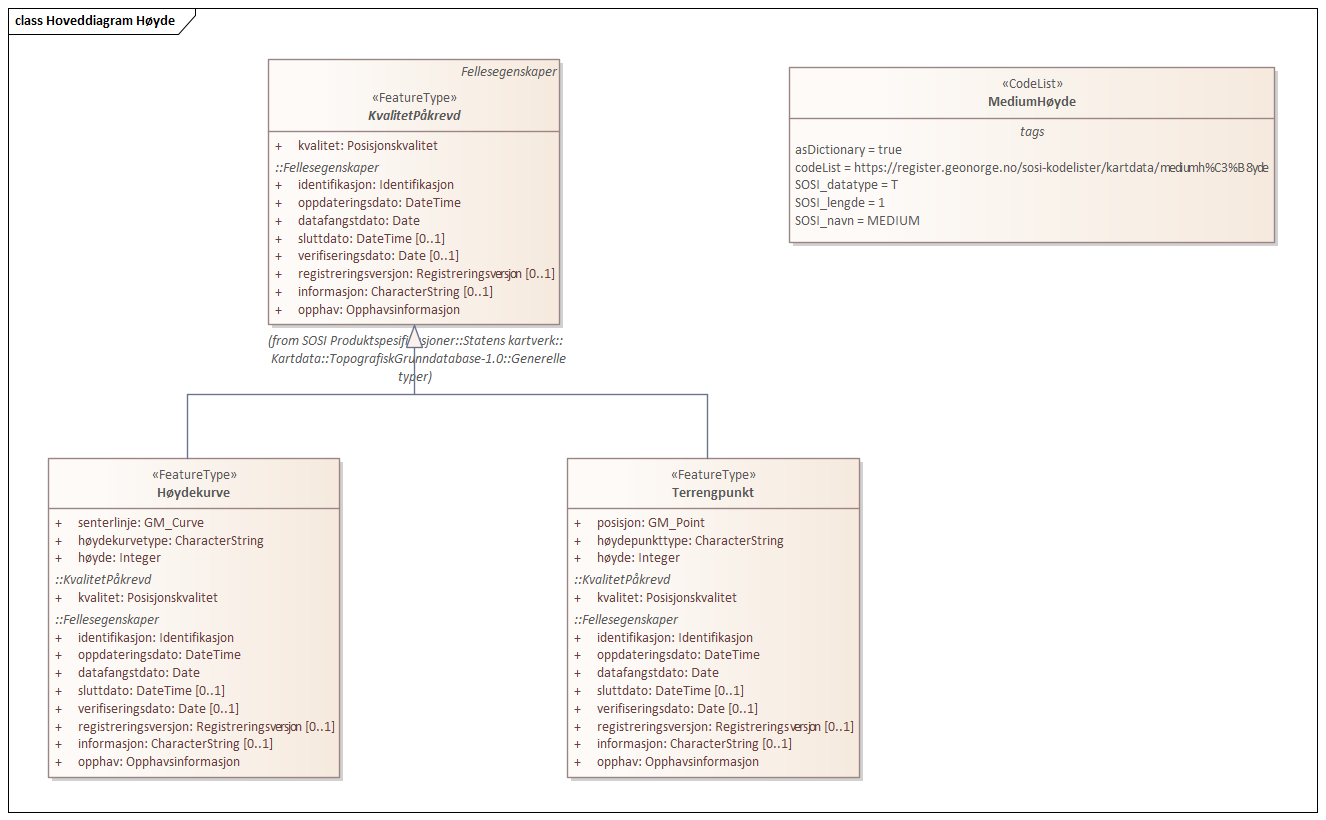 class Hoveddiagram Høyde
Fellesegenskaper
«FeatureType»
KvalitetPåkrevd
+ kvalitet: Posisjonskvalitet
::Fellesegenskaper
+ identifikasjon: Identifikasjon
+ oppdateringsdato: DateTime
+ datafangstdato: Date
+ sluttdato: DateTime [0..1]
+ verifiseringsdato: Date [0..1]
+ registreringsversjon: Registreringsversjon [0..1]
+ informasjon: CharacterString [0..1]
+ opphav: Opphavsinformasjon
(from SOSI Produktspesifikasjoner::Statens kartverk::
Kartdata::TopografiskGrunndatabase-1.0::Generelle
typer)
«CodeList»
MediumHøyde
tags
asDictionary = true
codeList = https://register.geonorge.no/sosi-kodelister/kartdata/mediumh%C3%B8yde
SOSI_datatype = T
SOSI_lengde = 1
SOSI_navn = MEDIUM
«FeatureType»
Høydekurve
+ senterlinje: GM_Curve
+ høydekurvetype: CharacterString
+ høyde: Integer
::KvalitetPåkrevd
+ kvalitet: Posisjonskvalitet
::Fellesegenskaper
+ identifikasjon: Identifikasjon
+ oppdateringsdato: DateTime
+ datafangstdato: Date
+ sluttdato: DateTime [0..1]
+ verifiseringsdato: Date [0..1]
+ registreringsversjon: Registreringsversjon [0..1]
+ informasjon: CharacterString [0..1]
+ opphav: Opphavsinformasjon
«FeatureType»
Terrengpunkt
+ posisjon: GM_Point
+ høydepunkttype: CharacterString
+ høyde: Integer
::KvalitetPåkrevd
+ kvalitet: Posisjonskvalitet
::Fellesegenskaper
+ identifikasjon: Identifikasjon
+ oppdateringsdato: DateTime
+ datafangstdato: Date
+ sluttdato: DateTime [0..1]
+ verifiseringsdato: Date [0..1]
+ registreringsversjon: Registreringsversjon [0..1]
+ informasjon: CharacterString [0..1]
+ opphav: Opphavsinformasjon